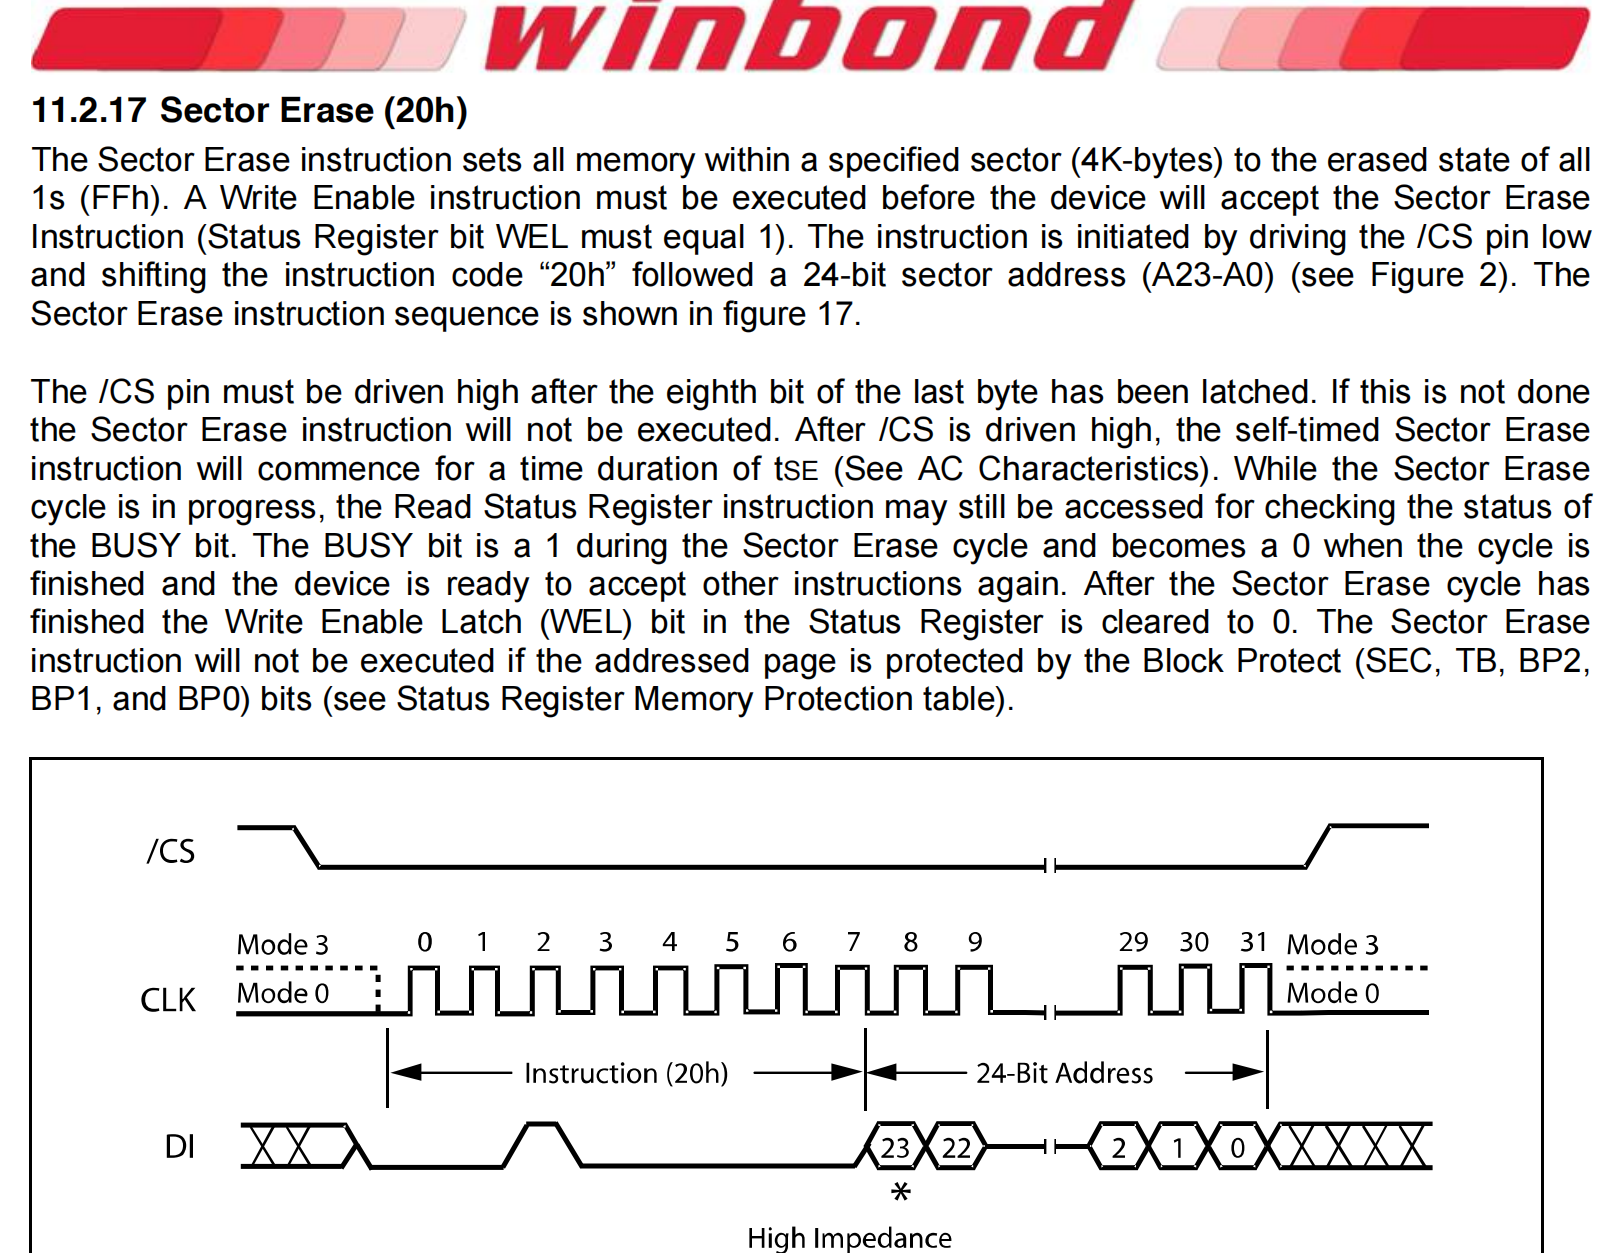 winbond
11.2.17 Sector Erase (20h)
The Sector Erase instruction sets all memory within a specified sector (4K-bytes) to the erased state of all
1s (FFh). A Write Enable instruction must be executed before the device will accept the Sector Erase
Instruction (Status Register bit WEL must equal 1). The instruction is initiated by driving the /CS pin low
and shifting the instruction code “20h” followed a 24-bit sector address (A23-A0) (see Figure 2). The
Sector Erase instruction sequence is shown in figure 17.
The /CS pin must be driven high after the eighth bit of the last byte has been latched. If this is not done
the Sector Erase instruction will not be executed. After /CS is driven high, the self-timed Sector Erase
instruction will commence for a time duration of tSE (See AC Characteristics). While the Sector Erase
cycle is in progress, the Read Status Register instruction may still be accessed for checking the status of
the BUSY bit. The BUSY bit is a 1 during the Sector Erase cycle and becomes a 0 when the cycle is
finished and the device is ready to accept other instructions again. After the Sector Erase cycle has
finished the Write Enable Latch (WEL) bit in the Status Register is cleared to 0. The Sector Erase
instruction will not be executed if the addressed page is protected by the Block Protect (SEC, TB, BP2,
BP1, and BP0) bits (see Status Register Memory Protection table).
/CS
Mode 3 0 1 2 3 4 5 6 7 8 9 29 30 31 Mode 3
CLK Mode 0 Mode 0
Instruction (20h) 24-Bit Address
DI 23 22 2 1 0
*
High Impedance